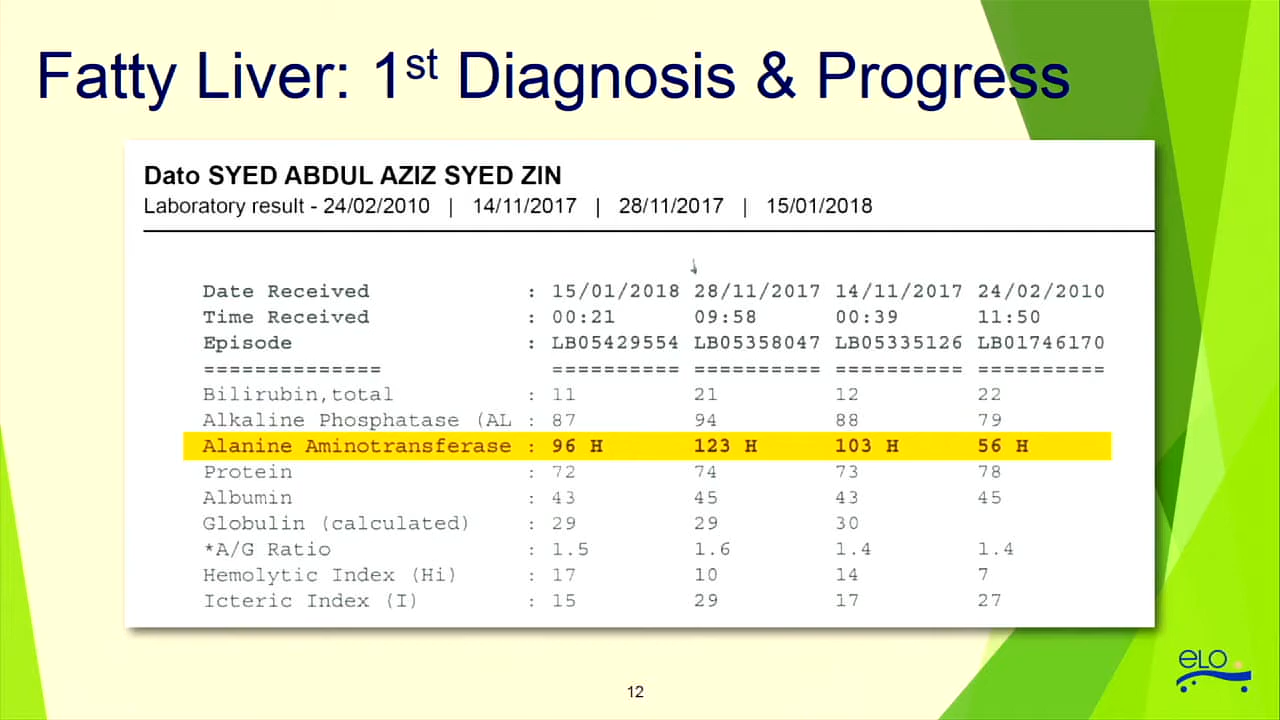 Fatty Liver: 1st Diagnosis & Progress
Dato SYED ABDUL AZIZ SYED ZIN
Laboratory result - 24/02/2010 | 14/11/2017 | 28/11/2017 | 15/01/2018
Date Received : 15/01/2018 28/11/2017 14/11/2017 24/02/2010
Time Received : 00:21 09:58 00:39 11:50
Episode : LB05429554 LB05358047 LB05335126 LB01746170
============== ========== ========== ========== ==========
Bilirubin,total : 11 21 12 22
Alkaline Phosphatase (AL : 87 94 88 79
Alanine Aminotransferase : 96 H 123 H 103 H 56 H
Protein : 72 74 73 78
Albumin : 43 45 43 45
Globulin (calculated) : 29 29 30
*A/G Ratio : 1.5 1.6 1.4 1.4
Hemolytic Index (Hi) : 17 10 14 7
Icteric Index (I) : 15 29 17 27
eLO
12